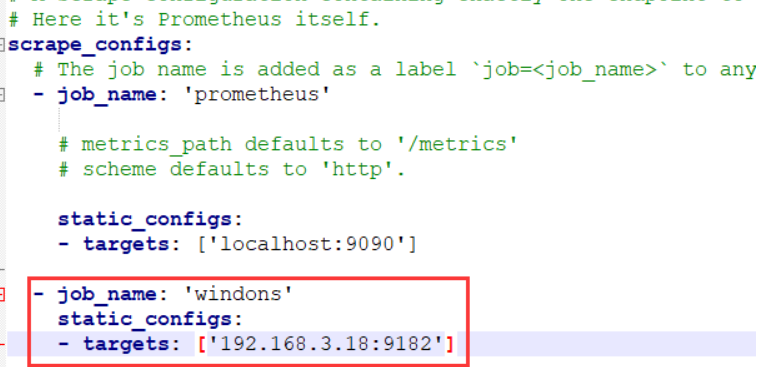 # Here it's Prometheus itself.
scrape_configs:
# The job name is added as a label `job=<job_name>` to any
- job_name: 'prometheus'
# metrics_path defaults to '/metrics'
# scheme defaults to 'http'.
static_configs:
- targets: ['localhost:9090']
- job_name: 'windons'
static_configs:
- targets: ['192.168.3.18:9182']